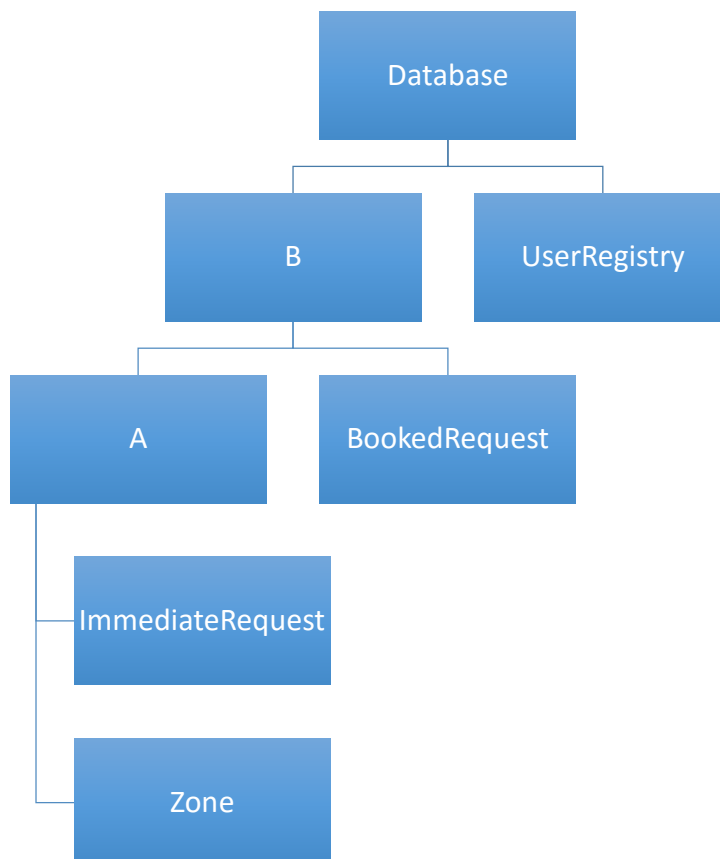 Database
B
UserRegistry
A
BookedRequest
ImmediateRequest
Zone